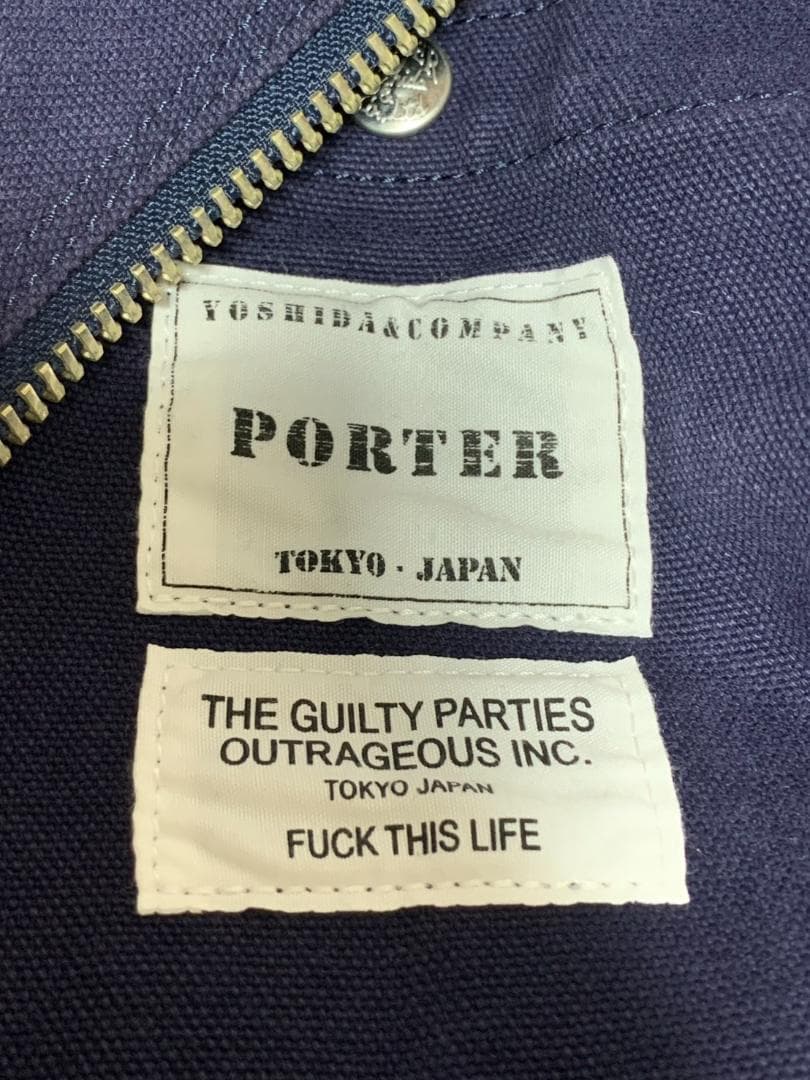 YOSHIDA&COMPANY
PORTER
TOKYO · JAPAN
THE GUILTY PARTIES
OUTRAGEOUS INC.
TOKYO JAPAN
FUCK THIS LIFE